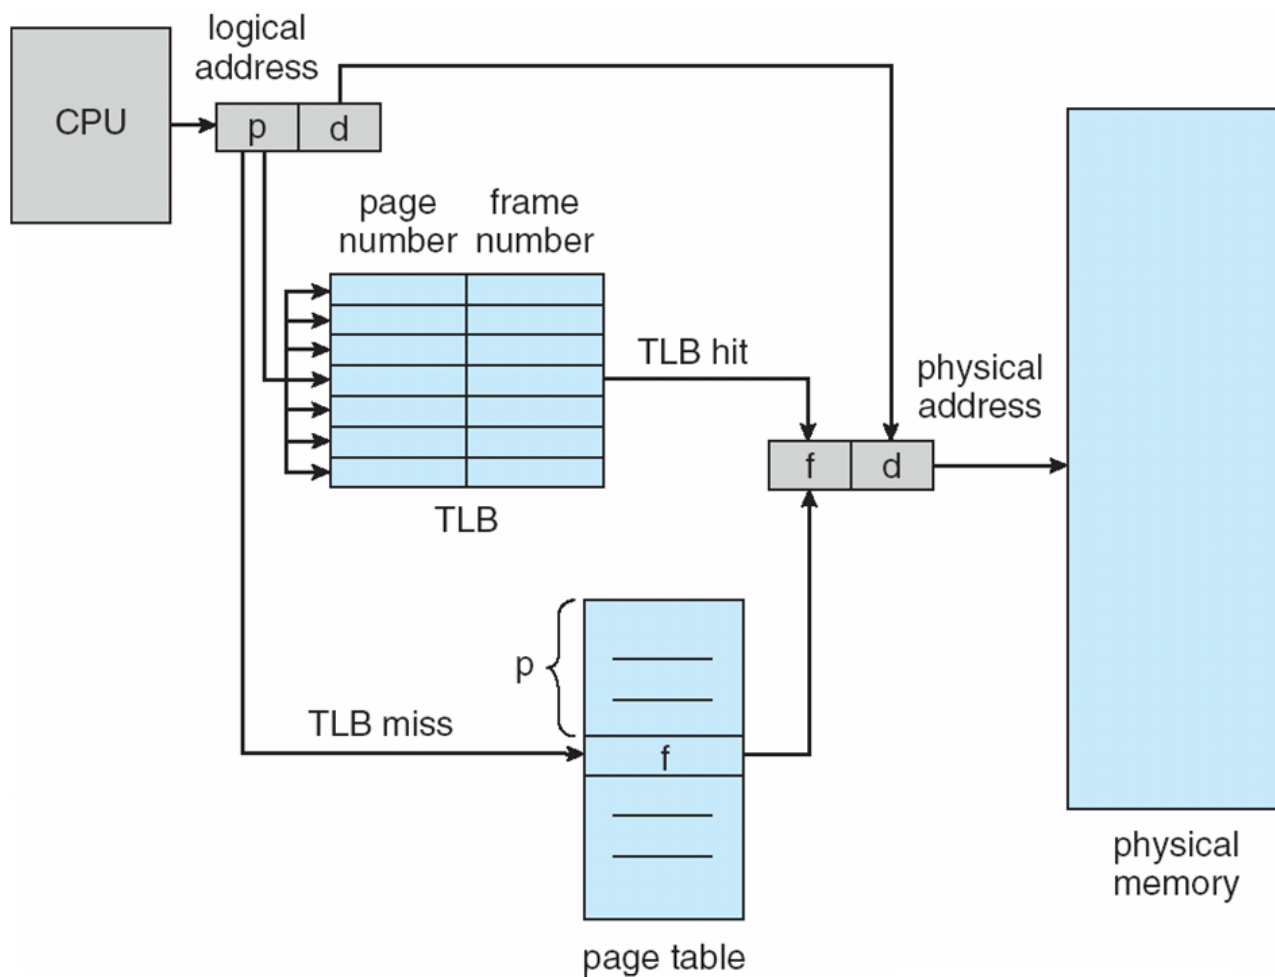 logical
address
CPU
p
d
page
number
frame
number
TLB hit
physical
address
f
d
TLB
p
TLB miss
f
physical
memory
page table